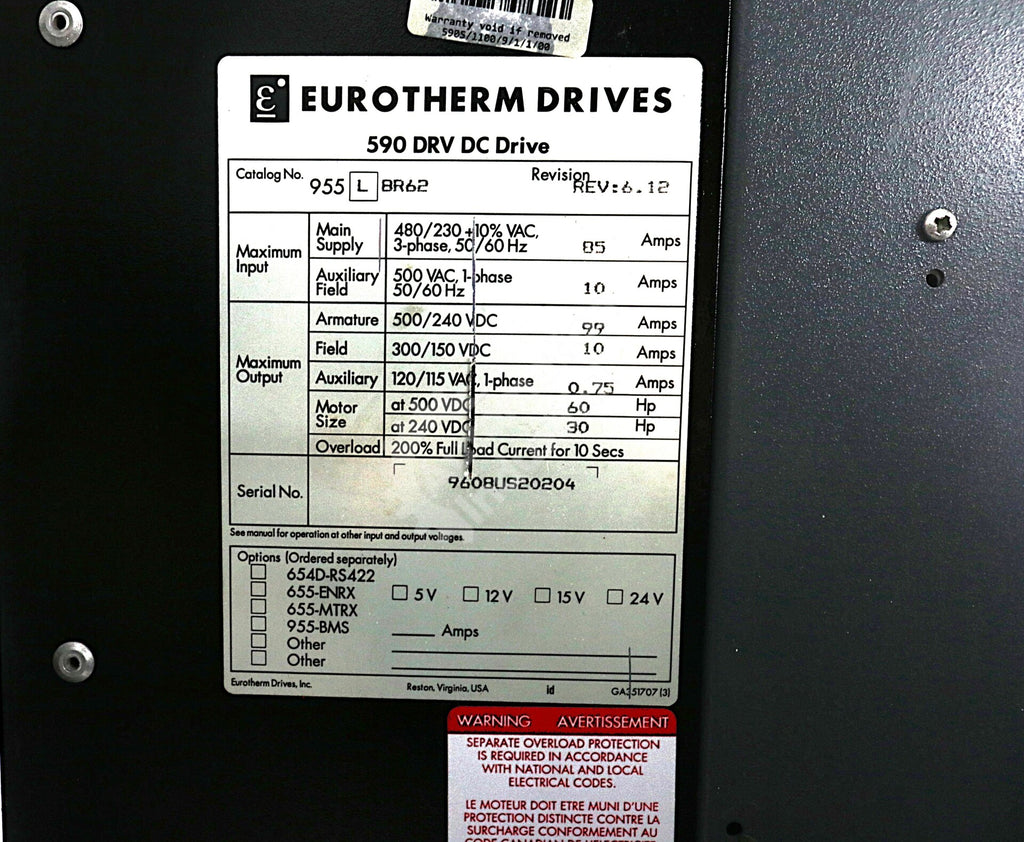 Warranty void if removed
5905/1100/9/1/1/00
EUROTHERM DRIVES
590 DRV DC Drive
Catalog No. 955 L 8R62 Revision REV:6.12
Maximum Input
Main Supply 480/230 +10% VAC, 3-phase, 50/60 Hz 85 Amps
Auxiliary Field 500 VAC, 1-phase 50/60 Hz 10 Amps
Maximum Output
Armature 500/240 VDC 99 Amps
Field 300/150 VDC 10 Amps
Auxiliary 120/115 VAC, 1-phase 0.75 Amps
Motor Size
at 500 VDC 60 Hp
at 240 VDC 30 Hp
Overload 200% Full Load Current for 10 Secs
Serial No. 9608US20204
See manual for operation at other input and output voltages.
Options (Ordered separately)
654D-RS422
655-ENRX 5 V 12 V 15 V 24 V
655-MTRX
955-BMS Amps
Other
Other
Eurotherm Drives, Inc. Reston, Virginia, USA id GA351707 (3)
WARNING AVERTISSEMENT
SEPARATE OVERLOAD PROTECTION
IS REQUIRED IN ACCORDANCE
WITH NATIONAL AND LOCAL
ELECTRICAL CODES.
LE MOTEUR DOIT ETRE MUNI D'UNE
PROTECTION DISTINCTE CONTRE LA
SURCHARGE CONFORMEMENT AU